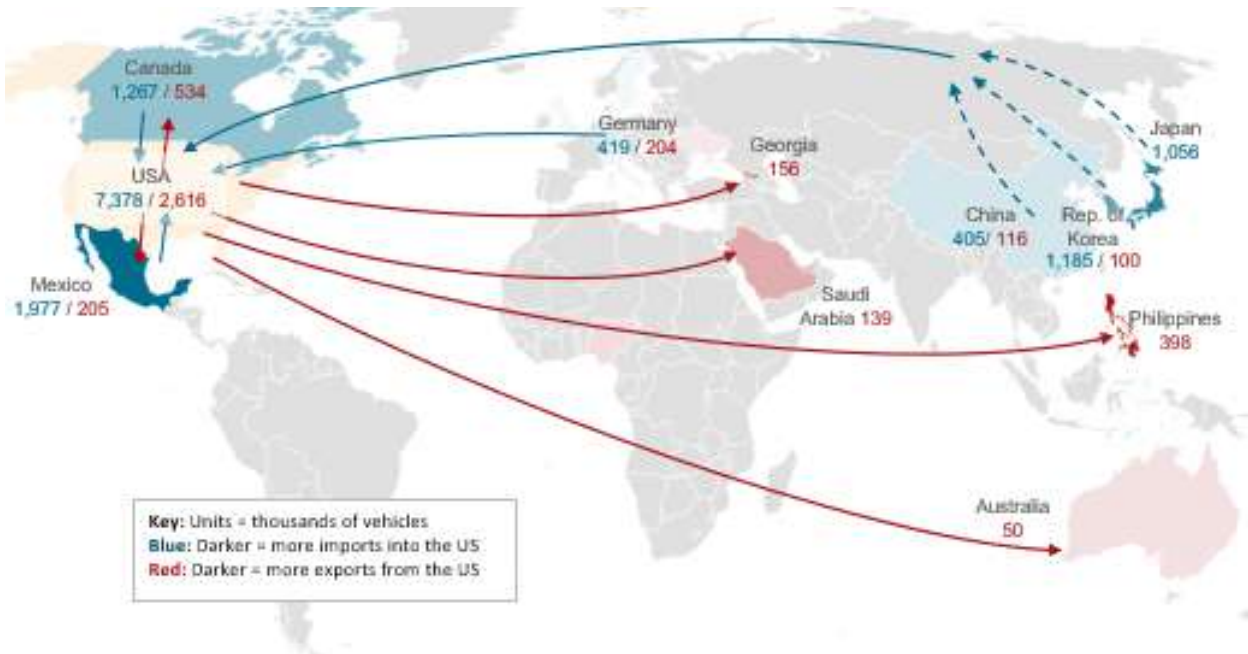 Canada
1,267 / 534
USA
7,378 / 2,616
Mexico
1,977 / 205
Germany
419 / 204
Georgia
156
Saudi
Arabia 139
China
405/ 116
Rep. of
Korea
1,185 / 100
Japan
1,056
Philippines
398
Australia
50
Key: Units = thousands of vehicles
Blue: Darker = more imports into the US
Red: Darker = more exports from the US